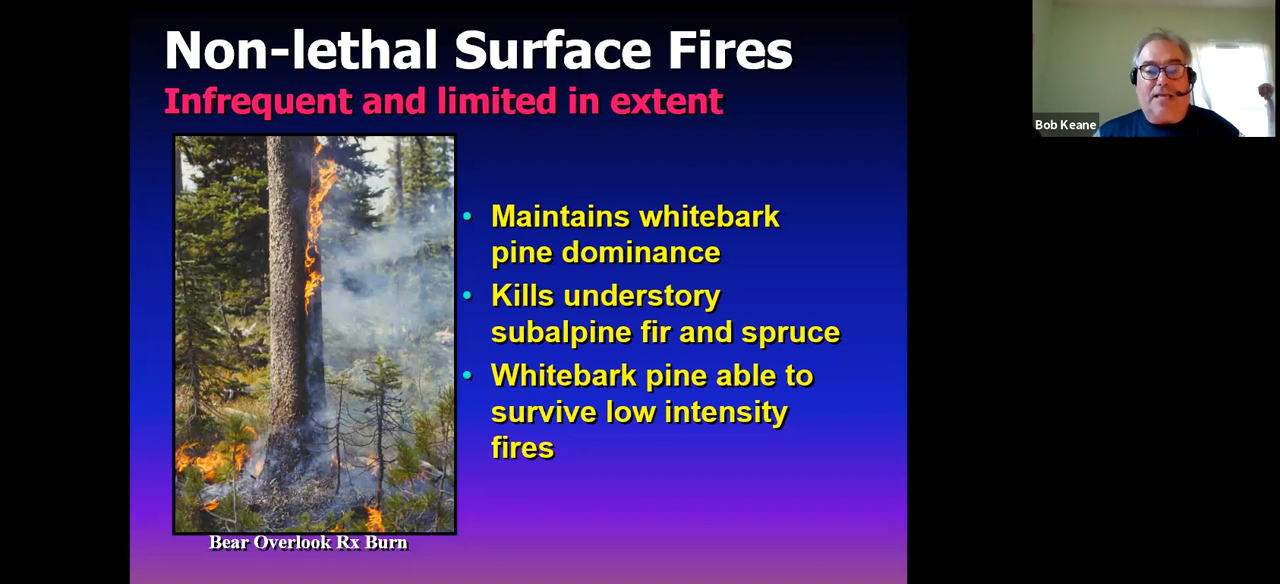 Non-lethal Surface Fires
Infrequent and limited in extent
• Maintains whitebark
pine dominance
• Kills understory
subalpine fir and spruce
• Whitebark pine able to
survive low intensity
fires
Bear Overlook Rx Burn
Bob Keane